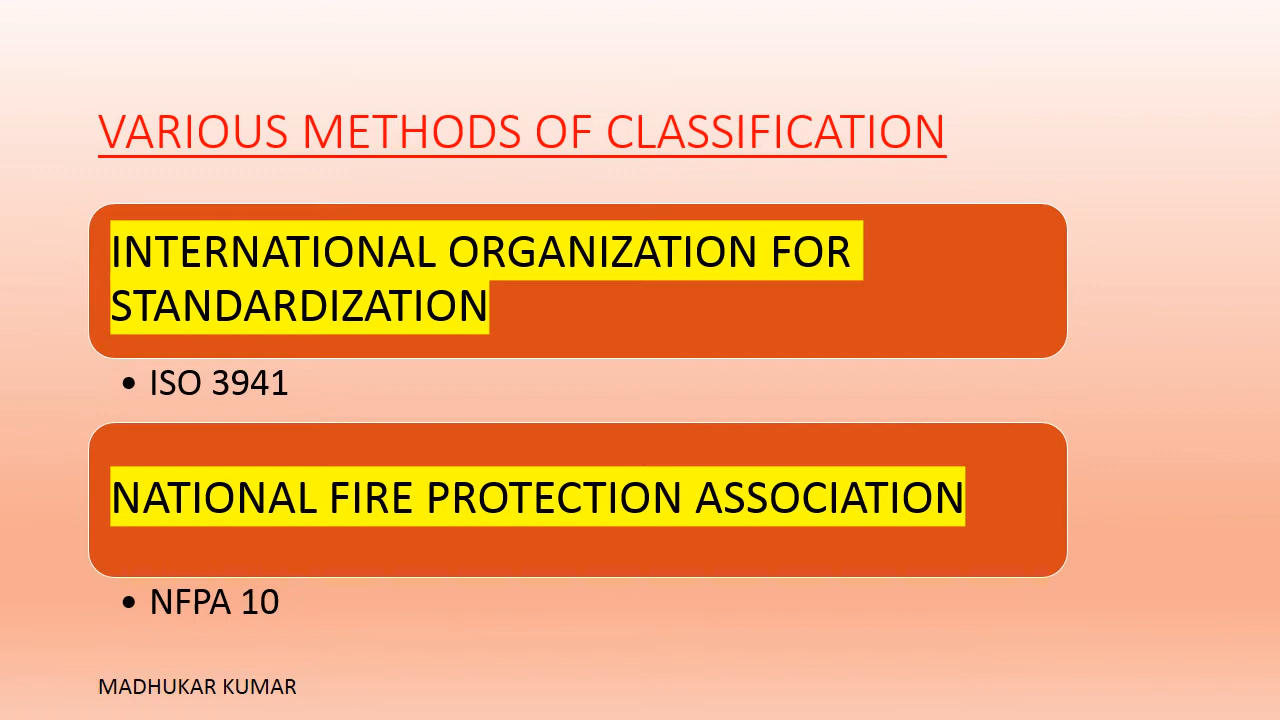 VARIOUS METHODS OF CLASSIFICATION
INTERNATIONAL ORGANIZATION FOR
STANDARDIZATION
• ISO 3941
NATIONAL FIRE PROTECTION ASSOCIATION
• NFPA 10
MADHUKAR KUMAR